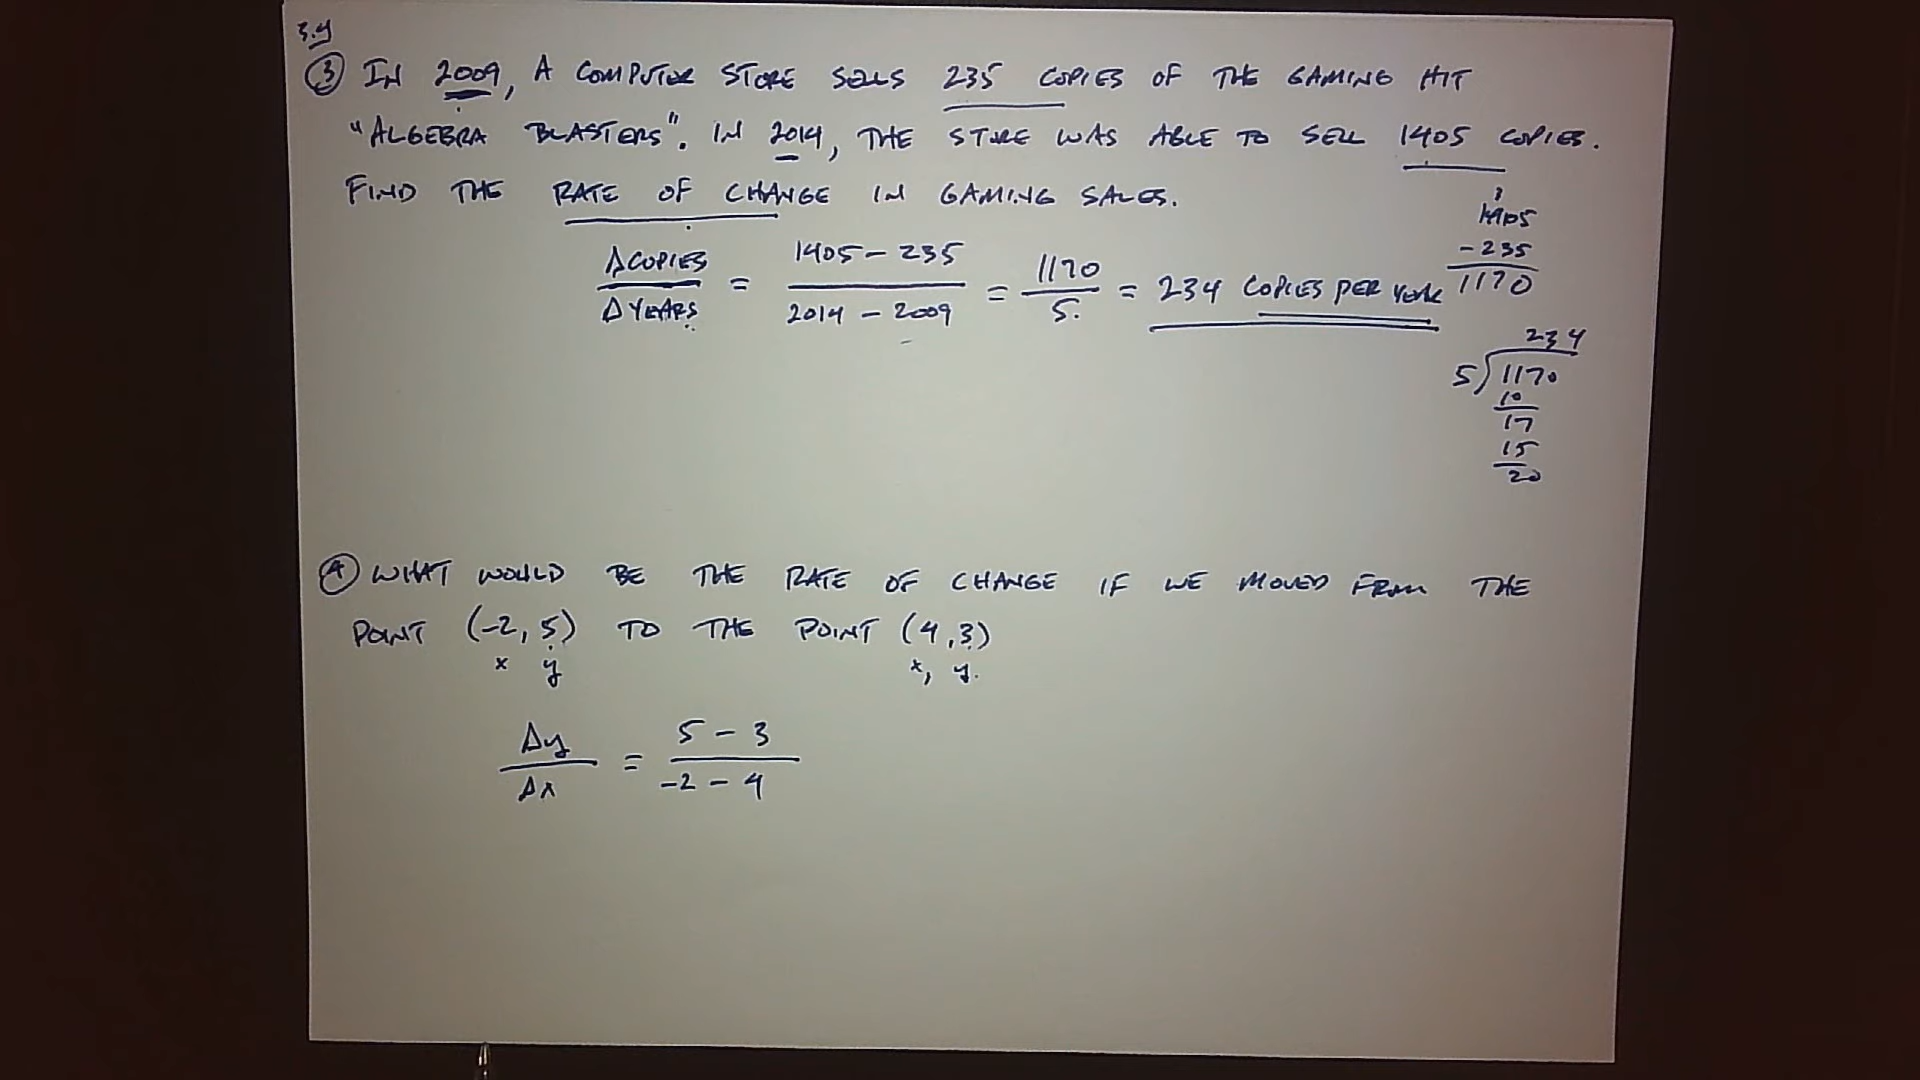 3.4
③ IN 2009, A COMPUTER STORE SELLS 235 COPIES OF THE GAMING HIT
"ALGEBRA BLASTERS". IN 2014, THE STORE WAS ABLE TO SELL 1405 COPIES.
FIND THE RATE OF CHANGE IN GAMING SALES.
ΔCOPIES / ΔYEARS = 1405 - 235 / 2014 - 2009 = 1170 / 5. = 234 COPIES PER YEAR
1405
-235
1170
234
5)1170
10
17
15
20
④ WHAT WOULD BE THE RATE OF CHANGE IF WE MOVED FROM THE
POINT (-2, 5) TO THE POINT (4, 3)
x y x, y.
Δy / Δx = 5 - 3 / -2 - 4